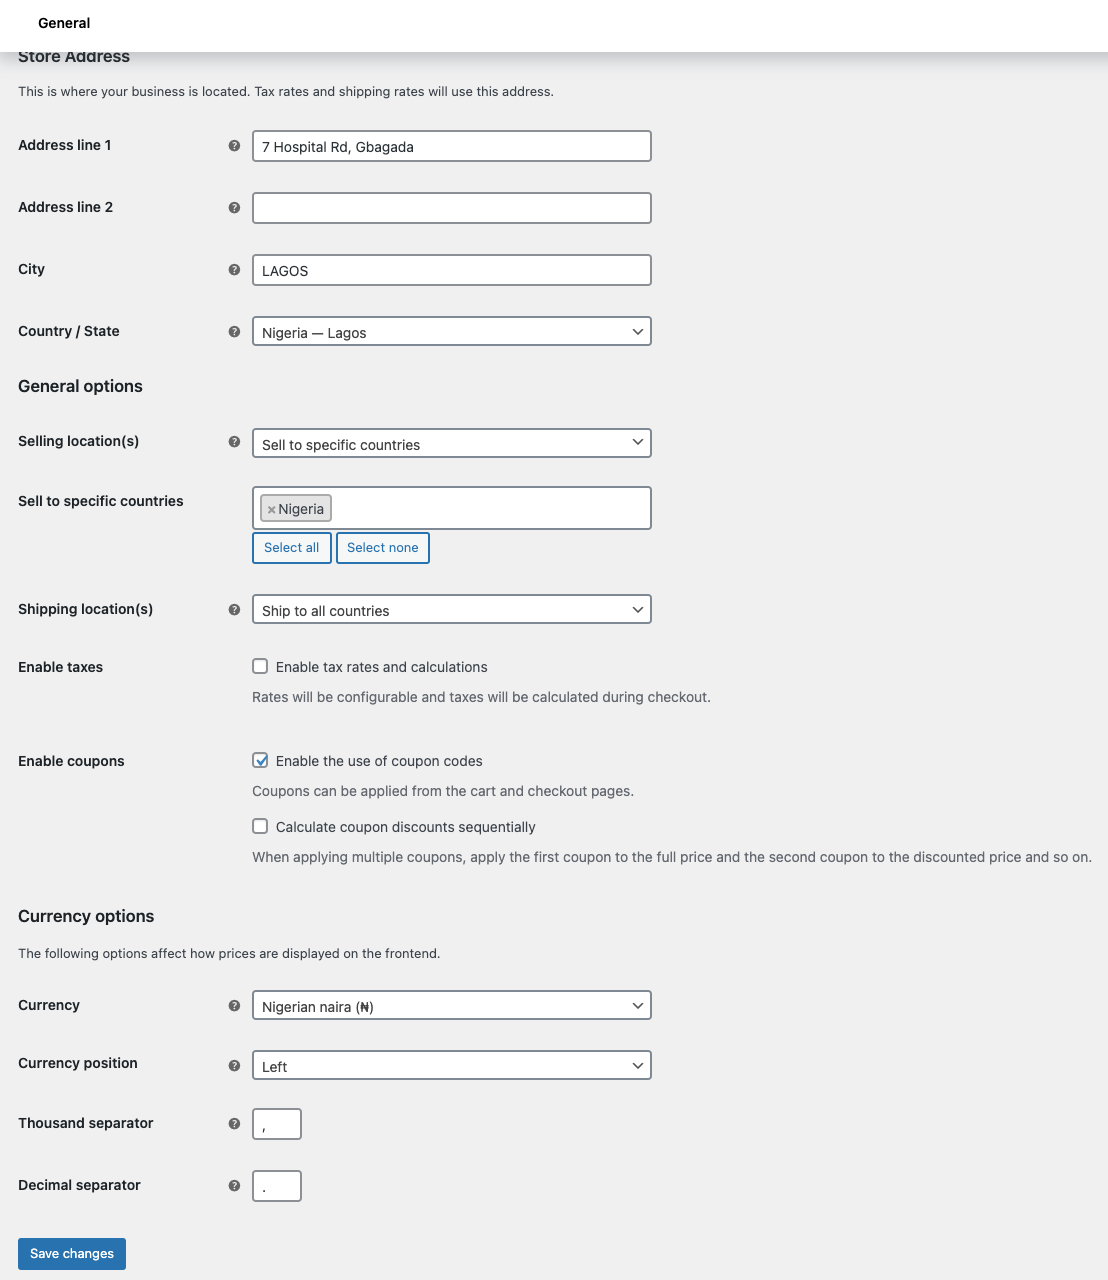 General
Store Address
This is where your business is located. Tax rates and shipping rates will use this address.
Address line 1
7 Hospital Rd, Gbagada
Address line 2
City
LAGOS
Country / State
Nigeria — Lagos
General options
Selling location(s)
Sell to specific countries
Sell to specific countries
×Nigeria
Select all Select none
Shipping location(s)
Ship to all countries
Enable taxes
Enable tax rates and calculations
Rates will be configurable and taxes will be calculated during checkout.
Enable coupons
Enable the use of coupon codes
Coupons can be applied from the cart and checkout pages.
Calculate coupon discounts sequentially
When applying multiple coupons, apply the first coupon to the full price and the second coupon to the discounted price and so on.
Currency options
The following options affect how prices are displayed on the frontend.
Currency
Nigerian naira (₦)
Currency position
Left
Thousand separator
,
Decimal separator
.
Save changes